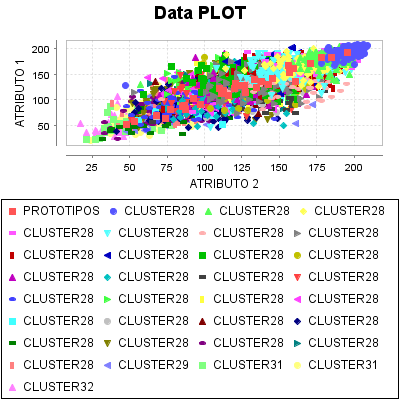 Data PLOT
ATRIBUTO 1
200
150
100
50
25 50 75 100 125 150 175 200
ATRIBUTO 2
PROTOTIPOS CLUSTER28 CLUSTER28 CLUSTER28
CLUSTER28 CLUSTER28 CLUSTER28 CLUSTER28
CLUSTER28 CLUSTER28 CLUSTER28 CLUSTER28
CLUSTER28 CLUSTER28 CLUSTER28 CLUSTER28
CLUSTER28 CLUSTER28 CLUSTER28 CLUSTER28
CLUSTER28 CLUSTER28 CLUSTER28 CLUSTER28
CLUSTER28 CLUSTER28 CLUSTER28 CLUSTER28
CLUSTER28 CLUSTER29 CLUSTER31 CLUSTER31
CLUSTER32